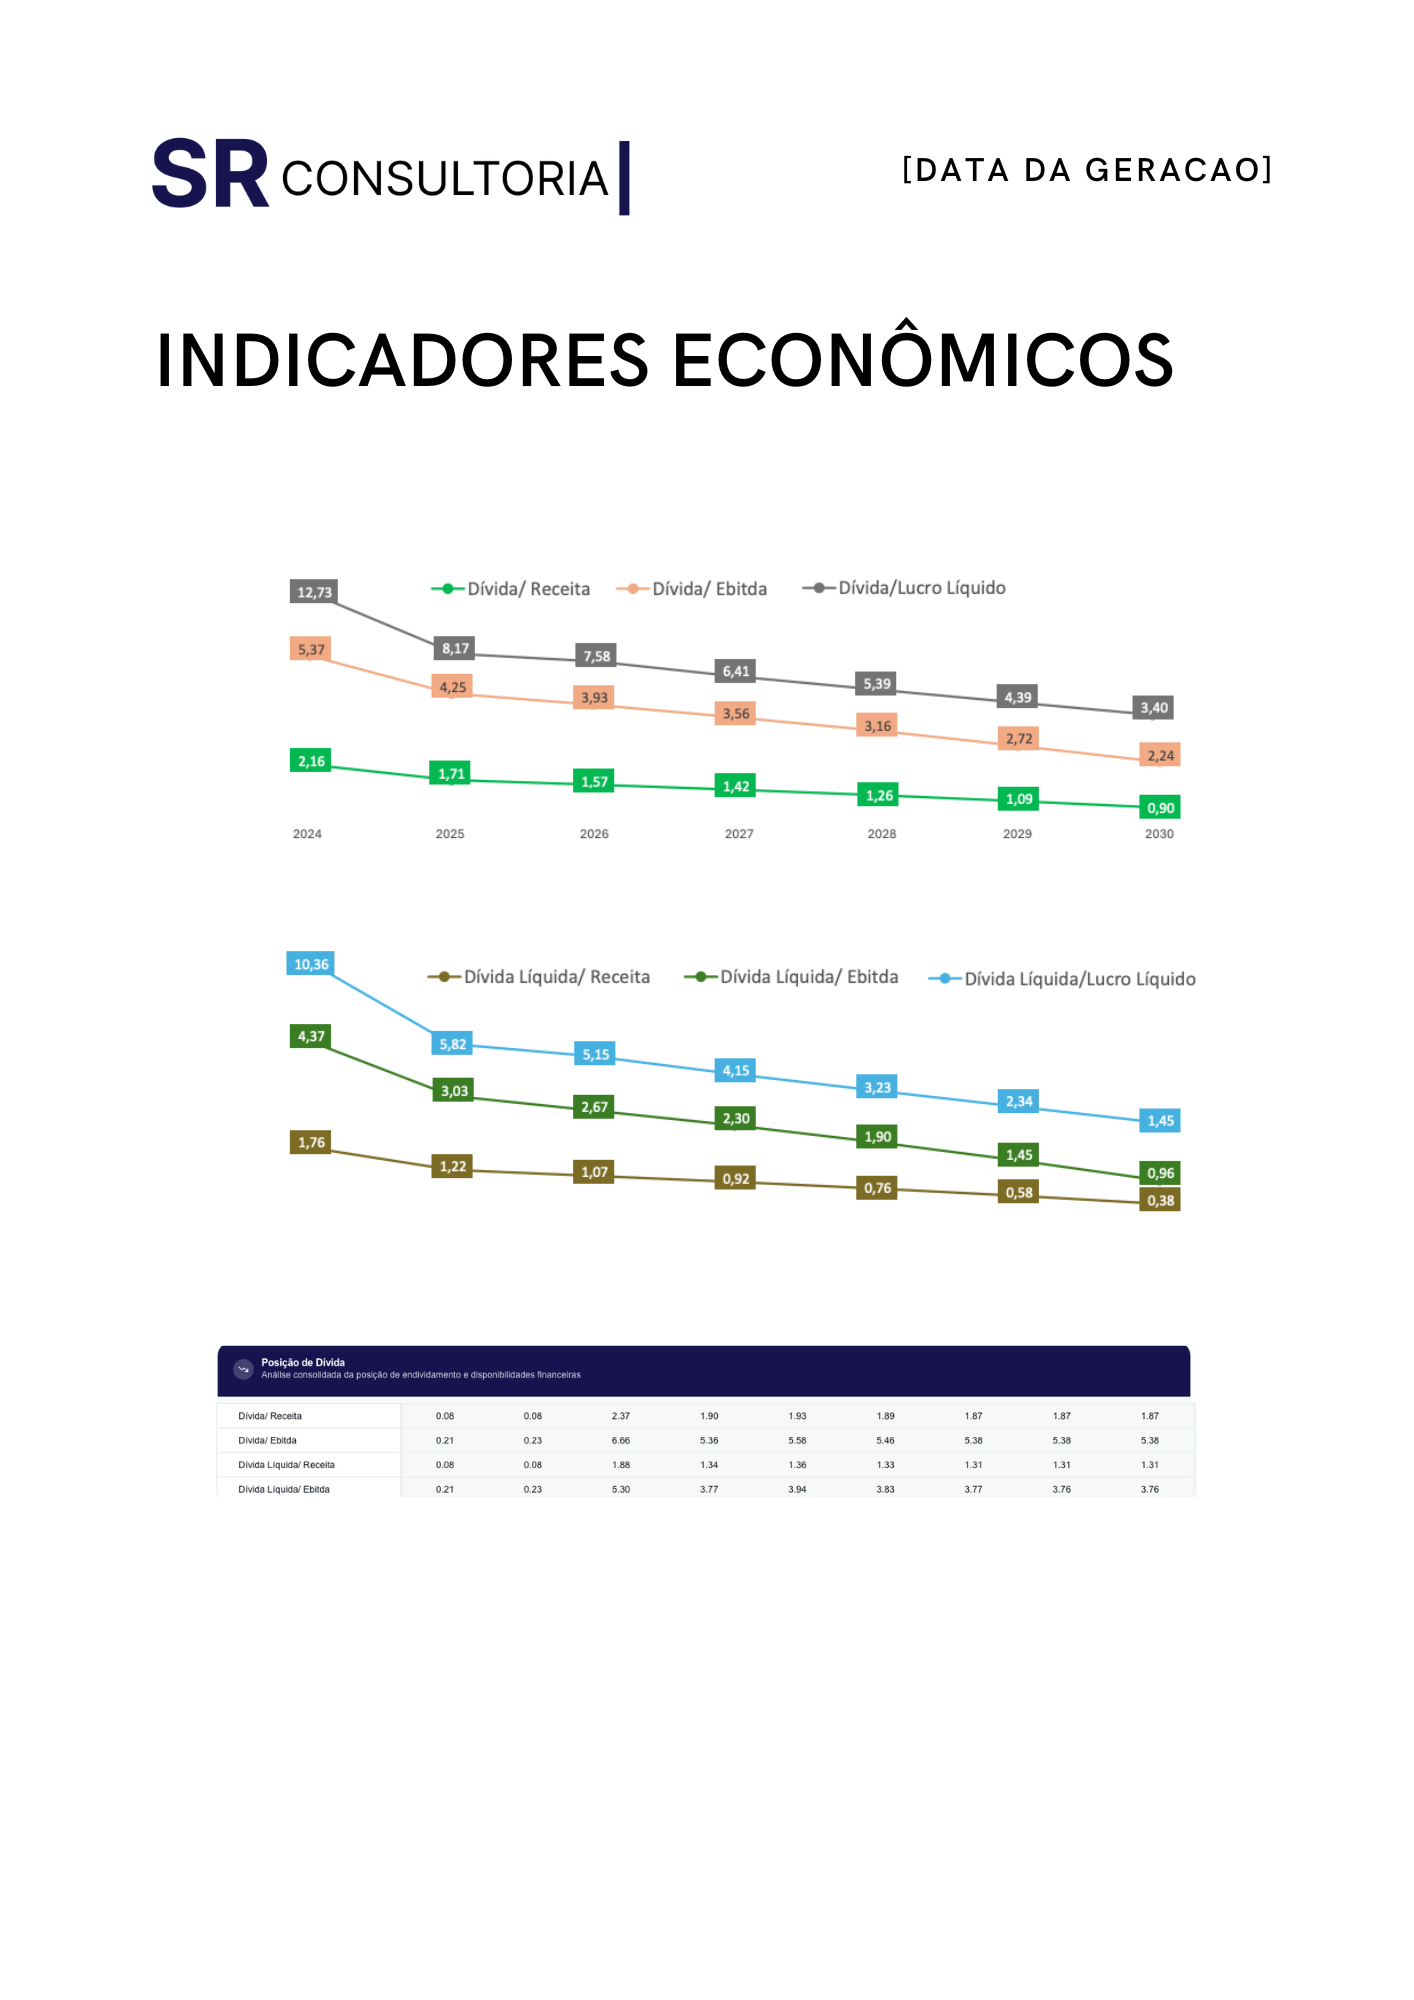 SR CONSULTORIA
[DATA DA GERACAO]
INDICADORES ECONÔMICOS
Dívida/ Receita Dívida/ Ebitda Dívida/Lucro Líquido
12,73 8,17 7,58 6,41 5,39 4,39 3,40
5,37 4,25 3,93 3,56 3,16 2,72 2,24
2,16 1,71 1,57 1,42 1,26 1,09 0,90
2024 2025 2026 2027 2028 2029 2030
Dívida Líquida/ Receita Dívida Líquida/ Ebitda Dívida Líquida/Lucro Líquido
10,36 5,82 5,15 4,15 3,23 2,34 1,45
4,37 3,03 2,67 2,30 1,90 1,45 0,96
1,76 1,22 1,07 0,92 0,76 0,58 0,38
Posição de Dívida
Análise consolidada da posição de endividamento e disponibilidades financeiras
Dívida/ Receita 0.08 0.08 2.37 1.90 1.93 1.89 1.87 1.87 1.87
Dívida/ Ebitda 0.21 0.23 6.66 5.36 5.58 5.46 5.38 5.38 5.38
Dívida Líquida/ Receita 0.08 0.08 1.88 1.34 1.36 1.33 1.31 1.31 1.31
Dívida Líquida/ Ebitda 0.21 0.23 5.30 3.77 3.94 3.83 3.77 3.76 3.76